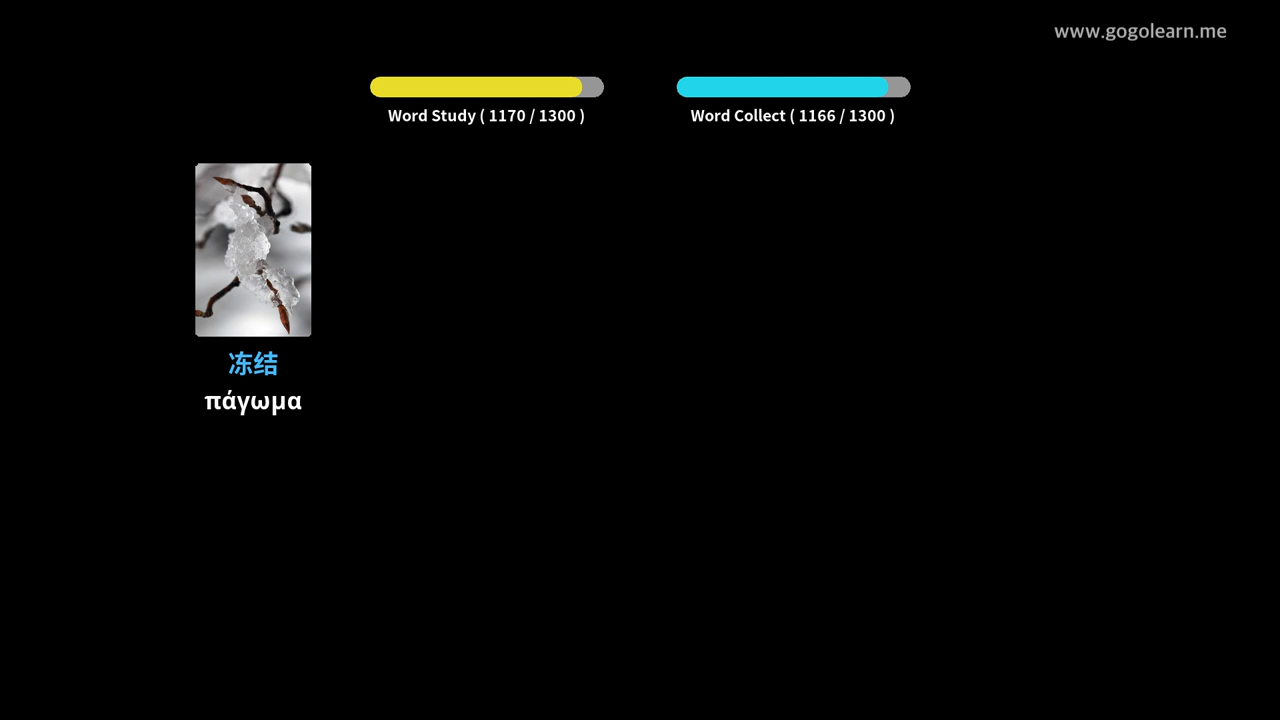 www.gogolearn.me
Word Study ( 1170 / 1300 )
Word Collect ( 1166 / 1300 )
冻结
πάγωμα